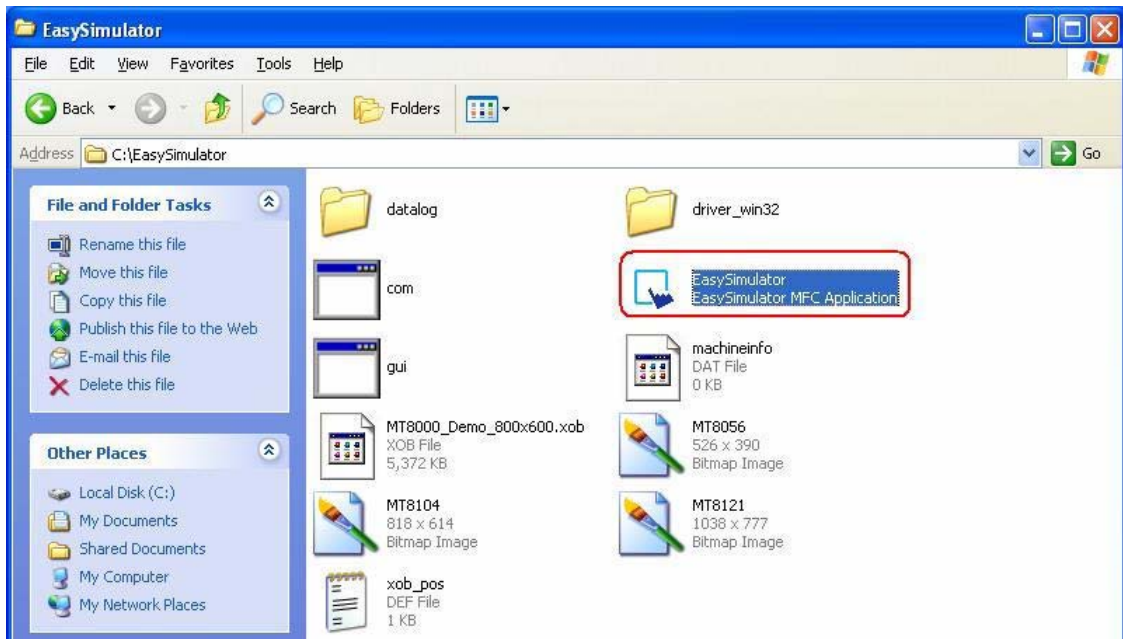 EasySimulator
File Edit View Favorites Tools Help
Back Search Folders
Address C:\EasySimulator Go
File and Folder Tasks
Rename this file
Move this file
Copy this file
Publish this file to the Web
E-mail this file
Delete this file
Other Places
Local Disk (C:)
My Documents
Shared Documents
My Computer
My Network Places
datalog
driver_win32
com
EasySimulator
EasySimulator MFC Application
gui
machineinfo
DAT File
0 KB
MT8000_Demo_800x600.xob
XOB File
5,372 KB
MT8056
526 x 390
Bitmap Image
MT8104
818 x 614
Bitmap Image
MT8121
1038 x 777
Bitmap Image
xob_pos
DEF File
1 KB